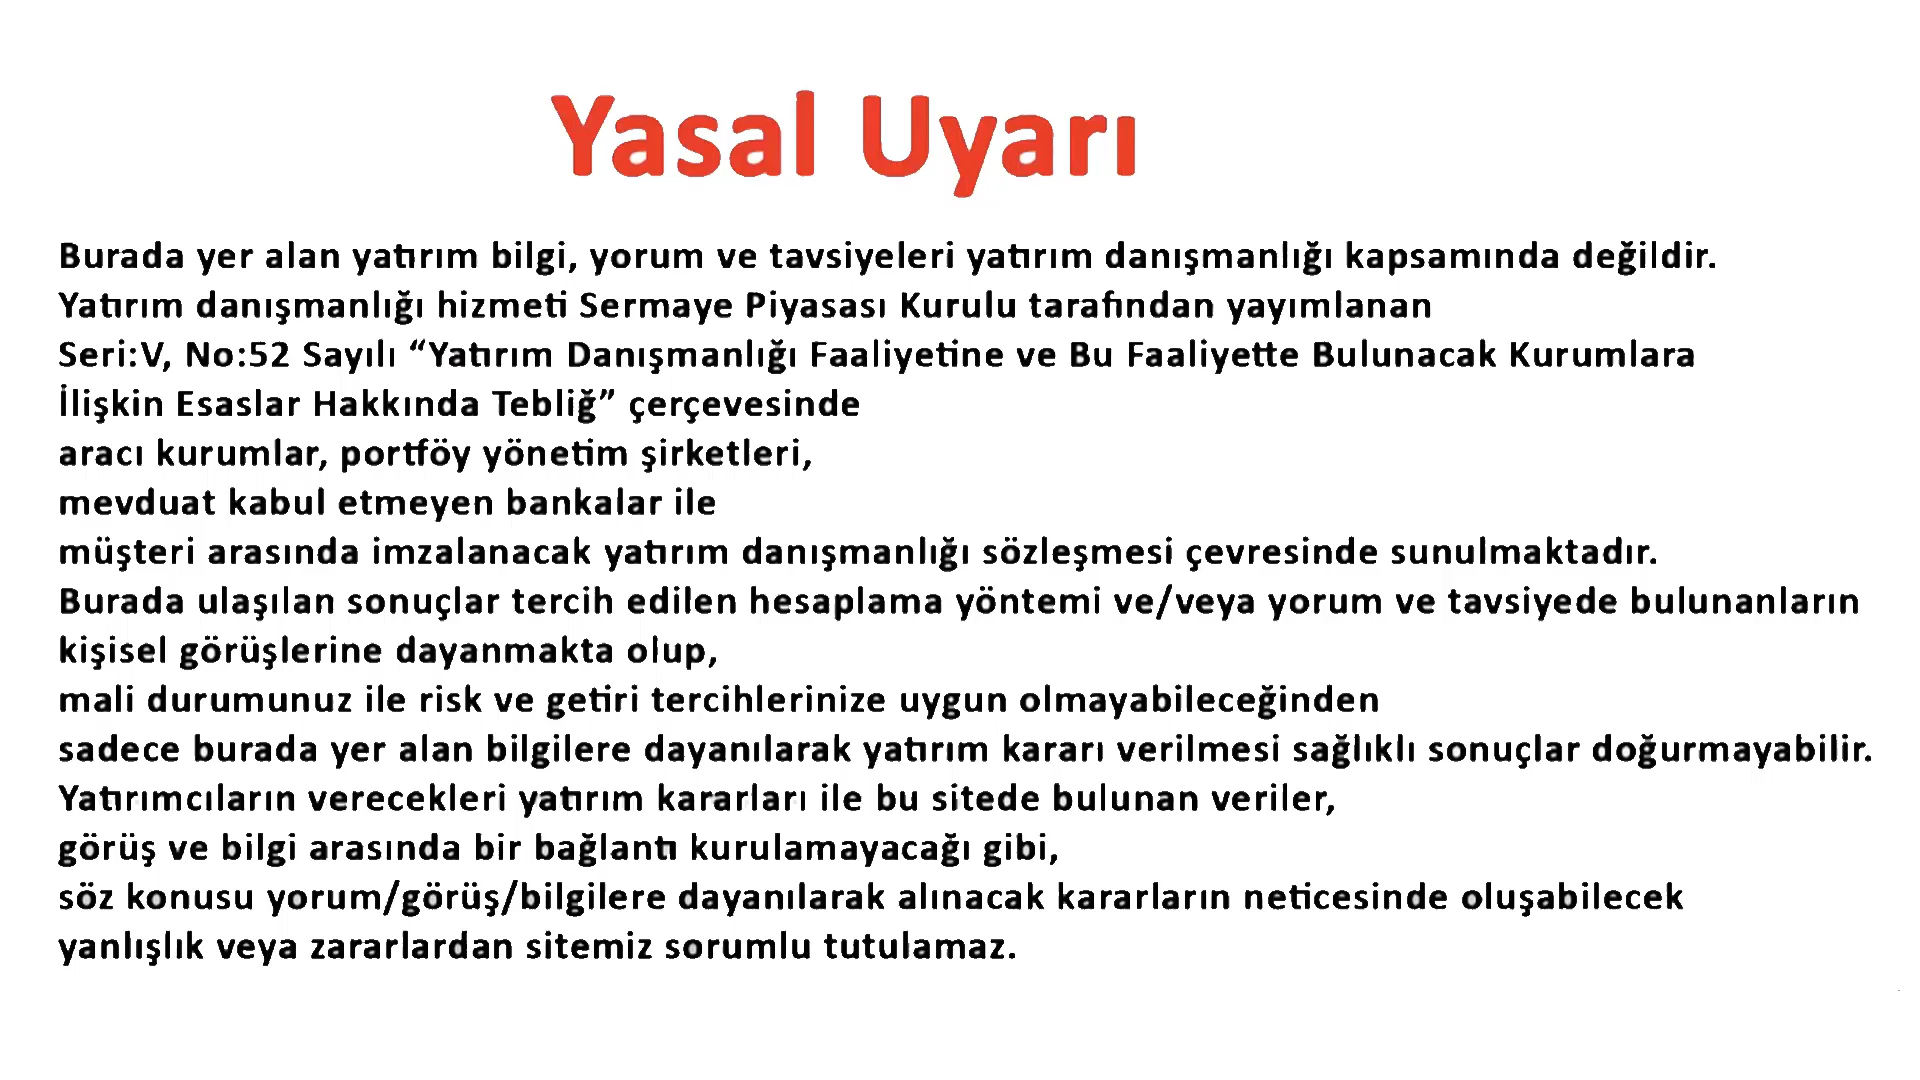 Yasal Uyarı
Burada yer alan yatırım bilgi, yorum ve tavsiyeleri yatırım danışmanlığı kapsamında değildir.
Yatırım danışmanlığı hizmeti Sermaye Piyasası Kurulu tarafından yayımlanan
Seri:V, No:52 Sayılı “Yatırım Danışmanlığı Faaliyetine ve Bu Faaliyette Bulunacak Kurumlara
İlişkin Esaslar Hakkında Tebliğ” çerçevesinde
aracı kurumlar, portföy yönetim şirketleri,
mevduat kabul etmeyen bankalar ile
müşteri arasında imzalanacak yatırım danışmanlığı sözleşmesi çevresinde sunulmaktadır.
Burada ulaşılan sonuçlar tercih edilen hesaplama yöntemi ve/veya yorum ve tavsiyede bulunanların
kişisel görüşlerine dayanmakta olup,
mali durumunuz ile risk ve getiri tercihlerinize uygun olmayabileceğinden
sadece burada yer alan bilgilere dayanılarak yatırım kararı verilmesi sağlıklı sonuçlar doğurmayabilir.
Yatırımcıların verecekleri yatırım kararları ile bu sitede bulunan veriler,
görüş ve bilgi arasında bir bağlantı kurulamayacağı gibi,
söz konusu yorum/görüş/bilgilere dayanılarak alınacak kararların neticesinde oluşabilecek
yanlışlık veya zararlardan sitemiz sorumlu tutulamaz.